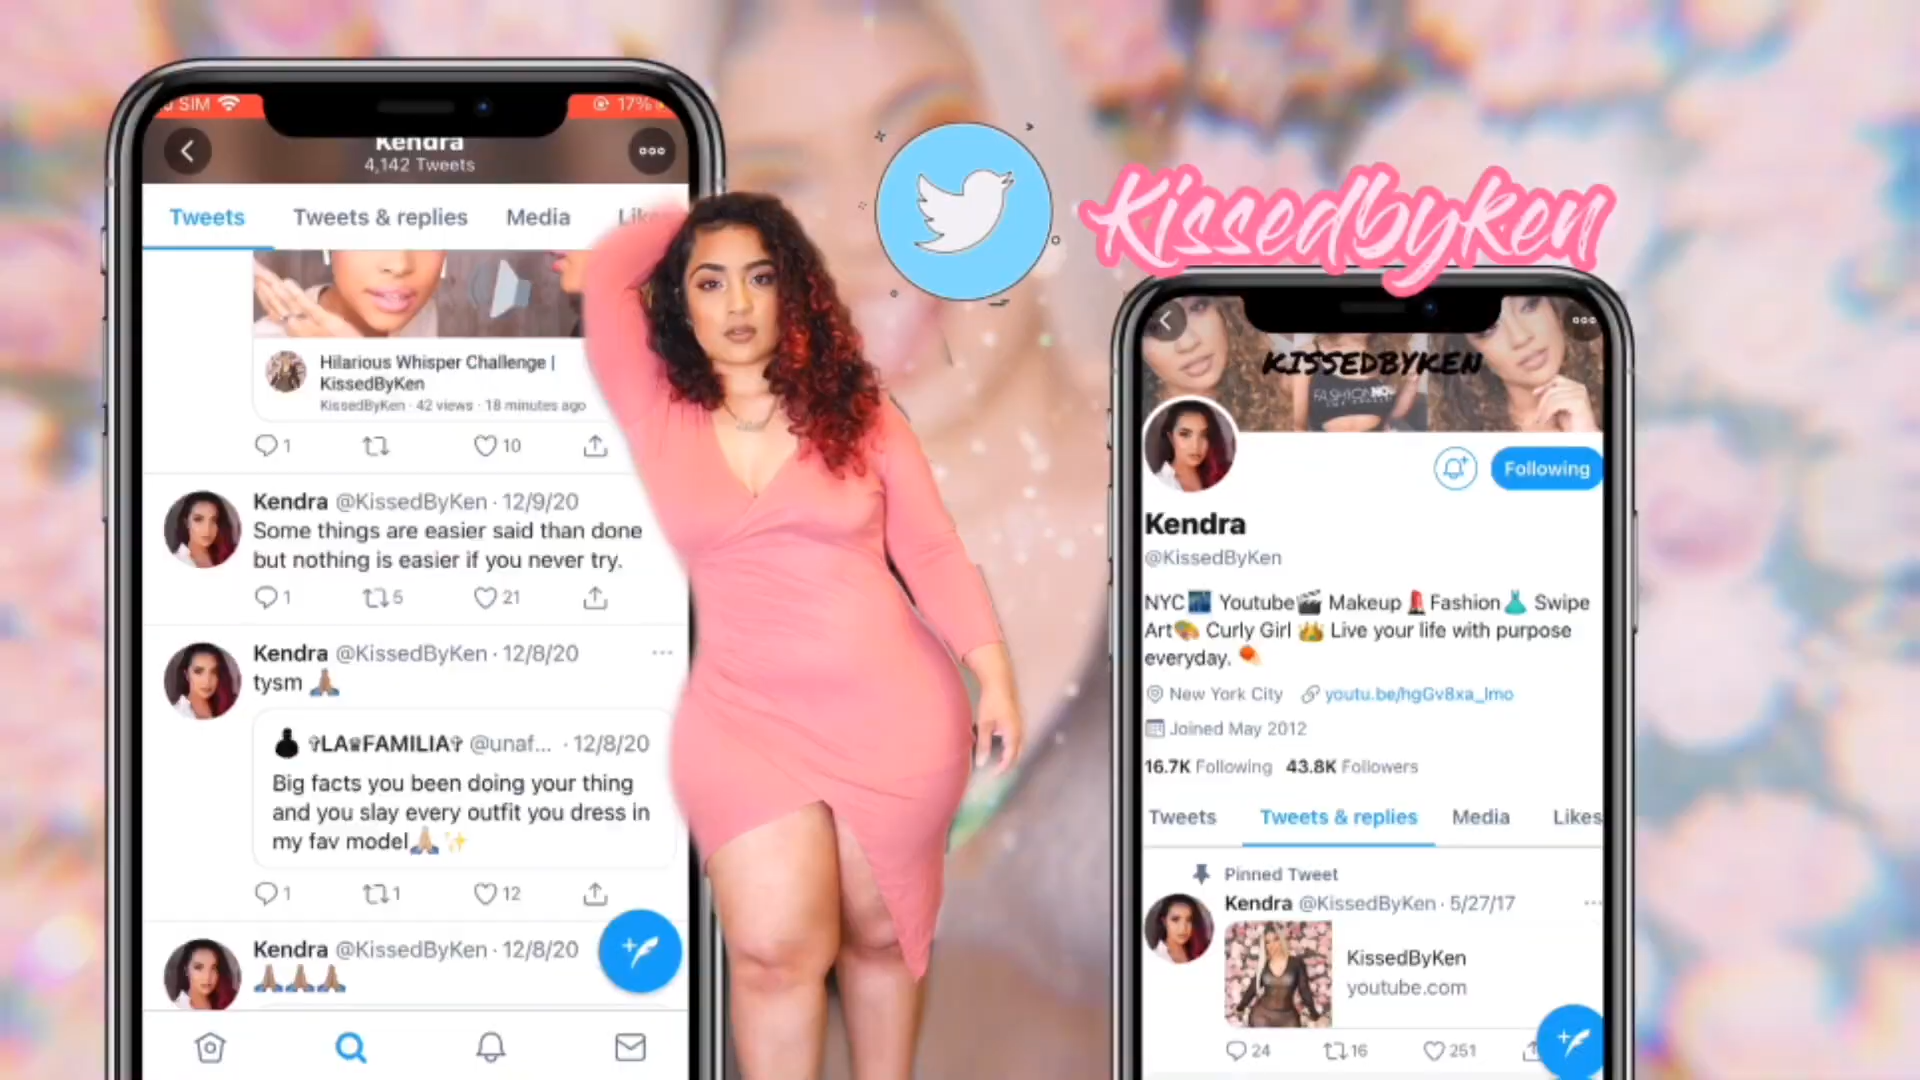 SIM
17%
Kendra
4,142 Tweets
Tweets Tweets & replies Media
Hilarious Whisper Challenge |
KissedByKen
KissedByKen · 42 views · 18 minutes ago
1 10
Kendra @KissedByKen · 12/9/20
Some things are easier said than done
but nothing is easier if you never try.
1 5 21
Kendra @KissedByKen · 12/8/20
tysm 🙏🏽
✞LA♛FAMILIA✞ @unaf... · 12/8/20
Big facts you been doing your thing
and you slay every outfit you dress in
my fav model🙏🏼✨
1 1 12
Kendra @KissedByKen · 12/8/20
🙏🏽🙏🏽🙏🏽
Kissedbyken
KISSEDBYKEN
FASHION NO
Following
Kendra
@KissedByKen
NYC🌃 Youtube🎬 Makeup💄Fashion👗 Swipe
Art🎨 Curly Girl 👑 Live your life with purpose
everyday.
New York City youtu.be/hgGv8xa_lmo
Joined May 2012
16.7K Following 43.8K Followers
Tweets Tweets & replies Media Likes
Pinned Tweet
Kendra @KissedByKen · 5/27/17
KissedByKen
youtube.com
24 16 251